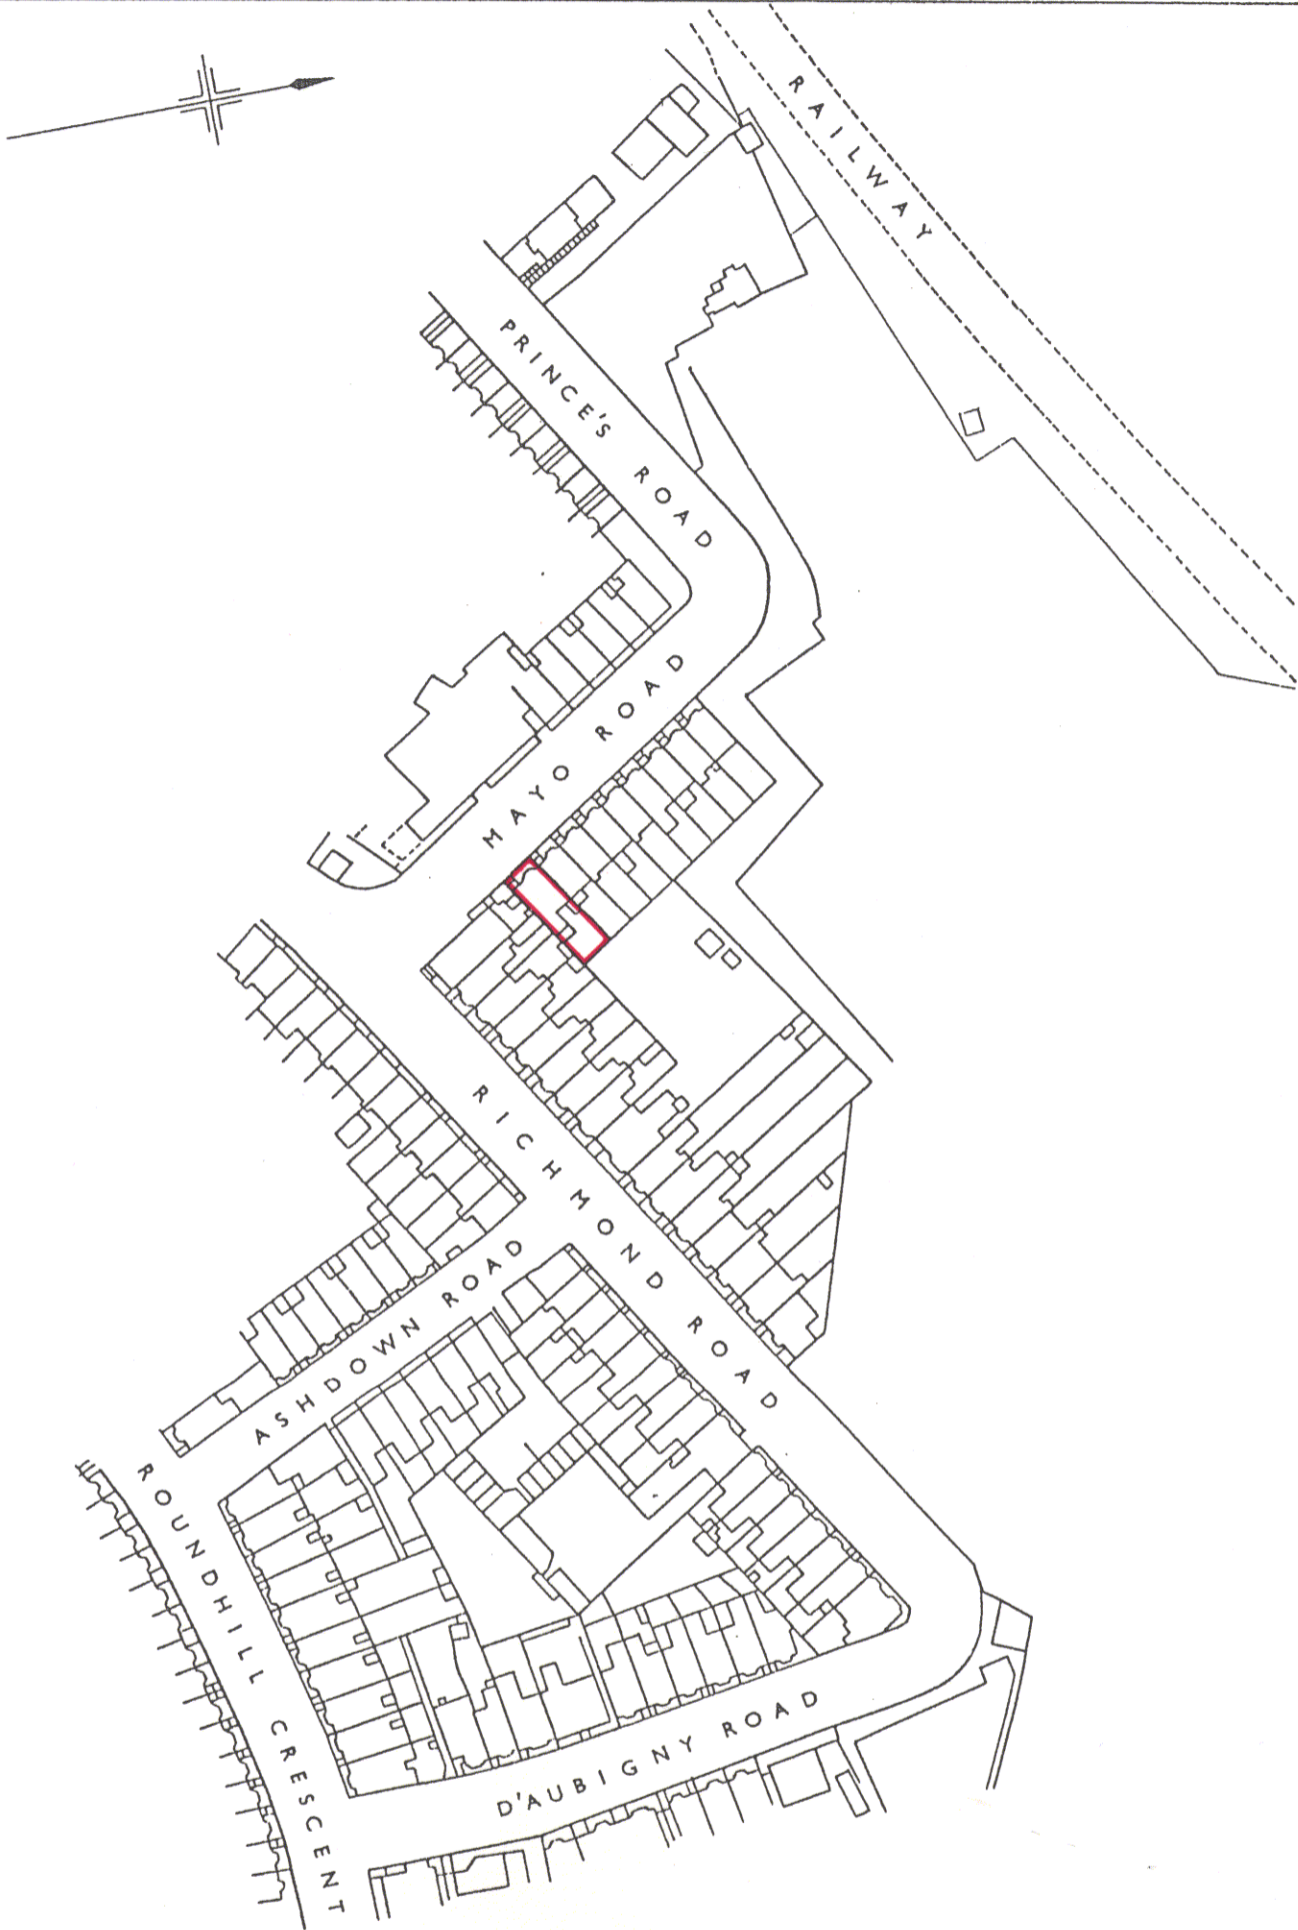 RAILWAY
PRINCE'S ROAD
MAYO ROAD
RICHMOND ROAD
ASHDOWN ROAD
ROUNDHILL CRESCENT
D'AUBIGNY ROAD